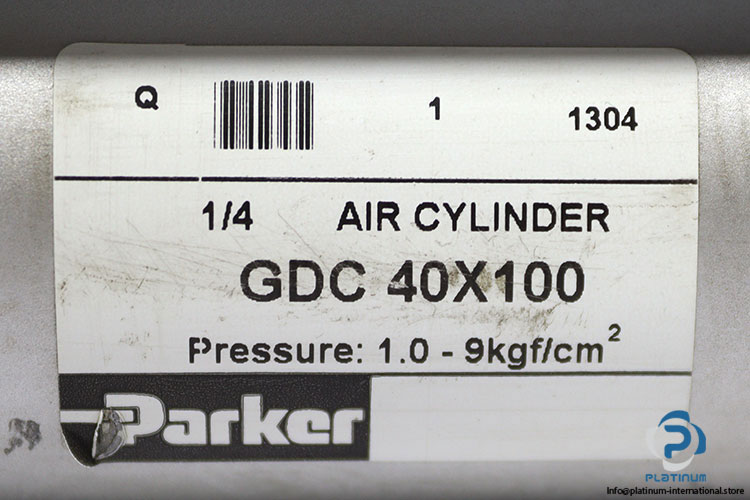 Q 1 1304
1/4 AIR CYLINDER
GDC 40X100
Pressure: 1.0 - 9kgf/cm²
Parker
PLATINUM
Info@platinum-international.store